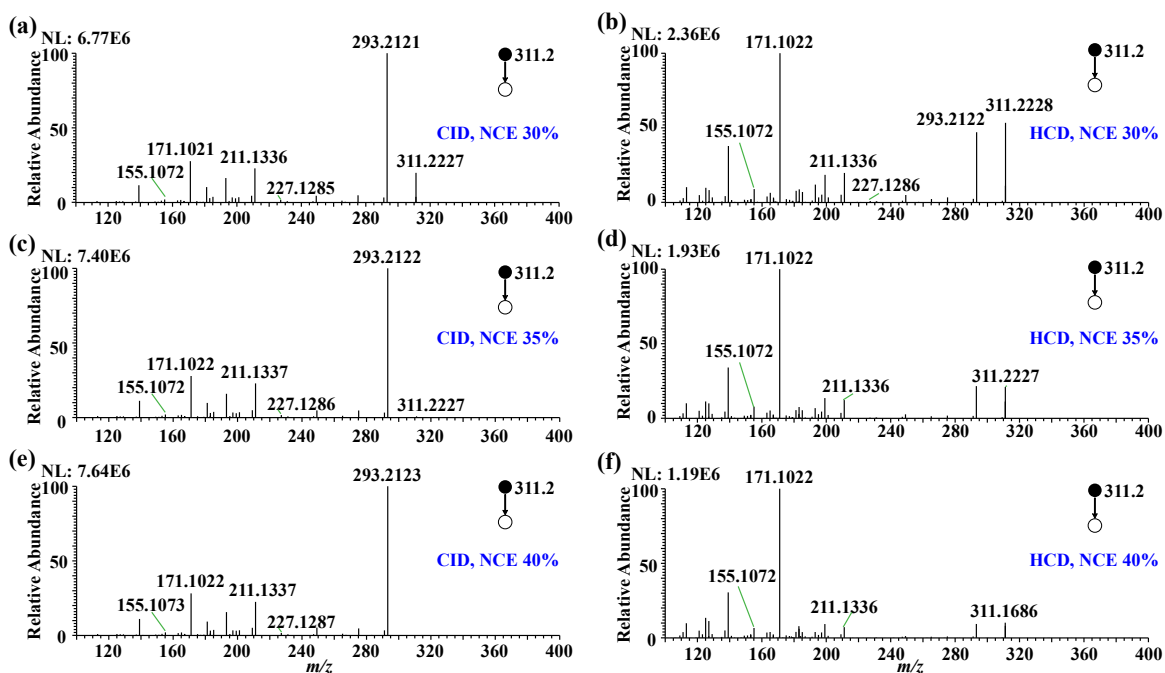 (a)
NL: 6.77E6
293.2121
311.2
CID, NCE 30%
171.1021
211.1336
155.1072
311.2227
227.1285
Relative Abundance
100
50
0
120 160 200 240 280 320 360 400
(b)
NL: 2.36E6
171.1022
311.2
HCD, NCE 30%
293.2122
311.2228
155.1072
211.1336
227.1286
Relative Abundance
100
50
0
120 160 200 240 280 320 360 400
(c)
NL: 7.40E6
293.2122
311.2
CID, NCE 35%
171.1022
211.1337
155.1072
227.1286
311.2227
Relative Abundance
100
50
0
120 160 200 240 280 320 360 400
(d)
NL: 1.93E6
171.1022
311.2
HCD, NCE 35%
155.1072
211.1336
311.2227
Relative Abundance
100
50
0
120 160 200 240 280 320 360 400
(e)
NL: 7.64E6
293.2123
311.2
CID, NCE 40%
171.1022
211.1337
155.1073
227.1287
Relative Abundance
100
50
0
120 160 200 240 280 320 360 400
m/z
(f)
NL: 1.19E6
171.1022
311.2
HCD, NCE 40%
155.1072
211.1336
311.1686
Relative Abundance
100
50
0
120 160 200 240 280 320 360 400
m/z